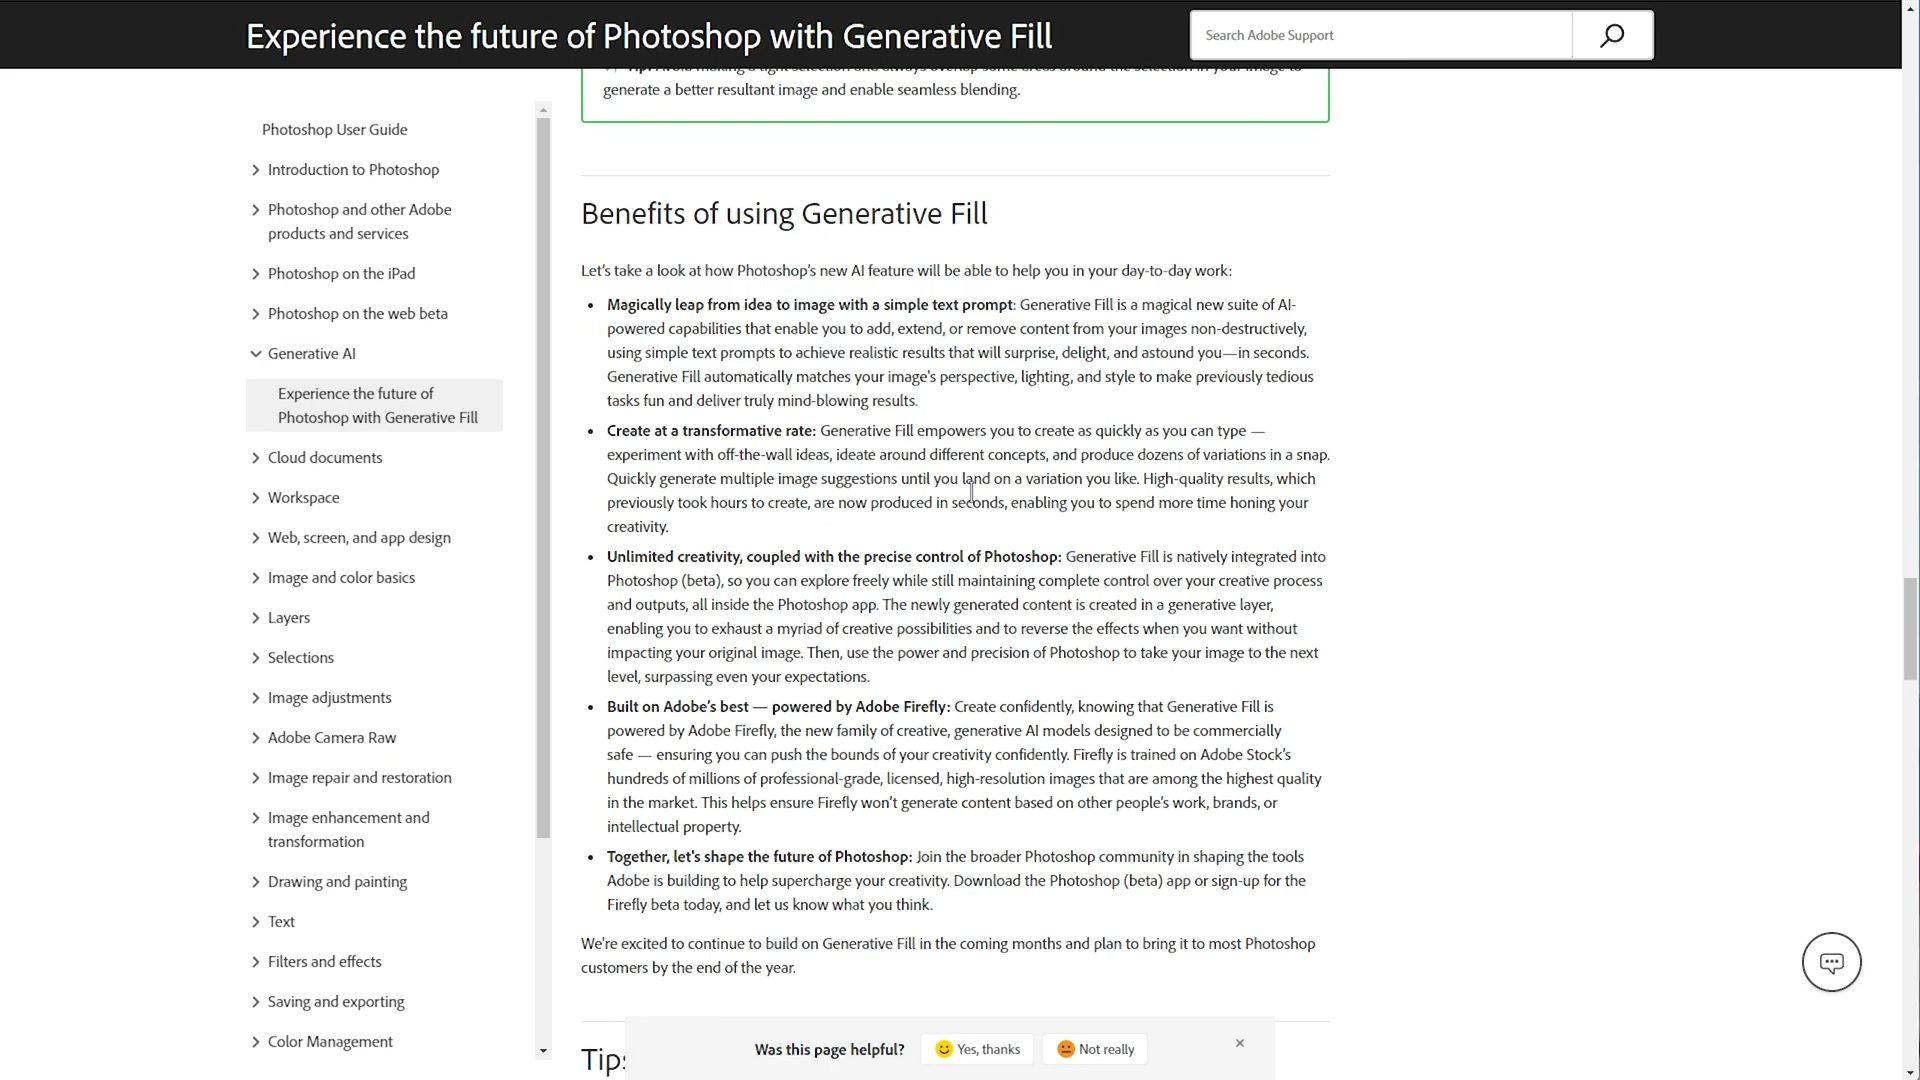 Experience the future of Photoshop with Generative Fill
Search Adobe Support
Photoshop User Guide
Introduction to Photoshop
Photoshop and other Adobe
products and services
Photoshop on the iPad
Photoshop on the web beta
Generative AI
Experience the future of
Photoshop with Generative Fill
Cloud documents
Workspace
Web, screen, and app design
Image and color basics
Layers
Selections
Image adjustments
Adobe Camera Raw
Image repair and restoration
Image enhancement and
transformation
Drawing and painting
Text
Filters and effects
Saving and exporting
Color Management
Tip: Avoid making a tight selection and always overlap some areas around the selection in your image to
generate a better resultant image and enable seamless blending.
Benefits of using Generative Fill
Let's take a look at how Photoshop's new AI feature will be able to help you in your day-to-day work:
• Magically leap from idea to image with a simple text prompt: Generative Fill is a magical new suite of AI-
powered capabilities that enable you to add, extend, or remove content from your images non-destructively,
using simple text prompts to achieve realistic results that will surprise, delight, and astound you—in seconds.
Generative Fill automatically matches your image's perspective, lighting, and style to make previously tedious
tasks fun and deliver truly mind-blowing results.
• Create at a transformative rate: Generative Fill empowers you to create as quickly as you can type —
experiment with off-the-wall ideas, ideate around different concepts, and produce dozens of variations in a snap.
Quickly generate multiple image suggestions until you land on a variation you like. High-quality results, which
previously took hours to create, are now produced in seconds, enabling you to spend more time honing your
creativity.
• Unlimited creativity, coupled with the precise control of Photoshop: Generative Fill is natively integrated into
Photoshop (beta), so you can explore freely while still maintaining complete control over your creative process
and outputs, all inside the Photoshop app. The newly generated content is created in a generative layer,
enabling you to exhaust a myriad of creative possibilities and to reverse the effects when you want without
impacting your original image. Then, use the power and precision of Photoshop to take your image to the next
level, surpassing even your expectations.
• Built on Adobe's best — powered by Adobe Firefly: Create confidently, knowing that Generative Fill is
powered by Adobe Firefly, the new family of creative, generative AI models designed to be commercially
safe — ensuring you can push the bounds of your creativity confidently. Firefly is trained on Adobe Stock's
hundreds of millions of professional-grade, licensed, high-resolution images that are among the highest quality
in the market. This helps ensure Firefly won't generate content based on other people's work, brands, or
intellectual property.
• Together, let's shape the future of Photoshop: Join the broader Photoshop community in shaping the tools
Adobe is building to help supercharge your creativity. Download the Photoshop (beta) app or sign-up for the
Firefly beta today, and let us know what you think.
We're excited to continue to build on Generative Fill in the coming months and plan to bring it to most Photoshop
customers by the end of the year.
Tips
Was this page helpful? Yes, thanks Not really